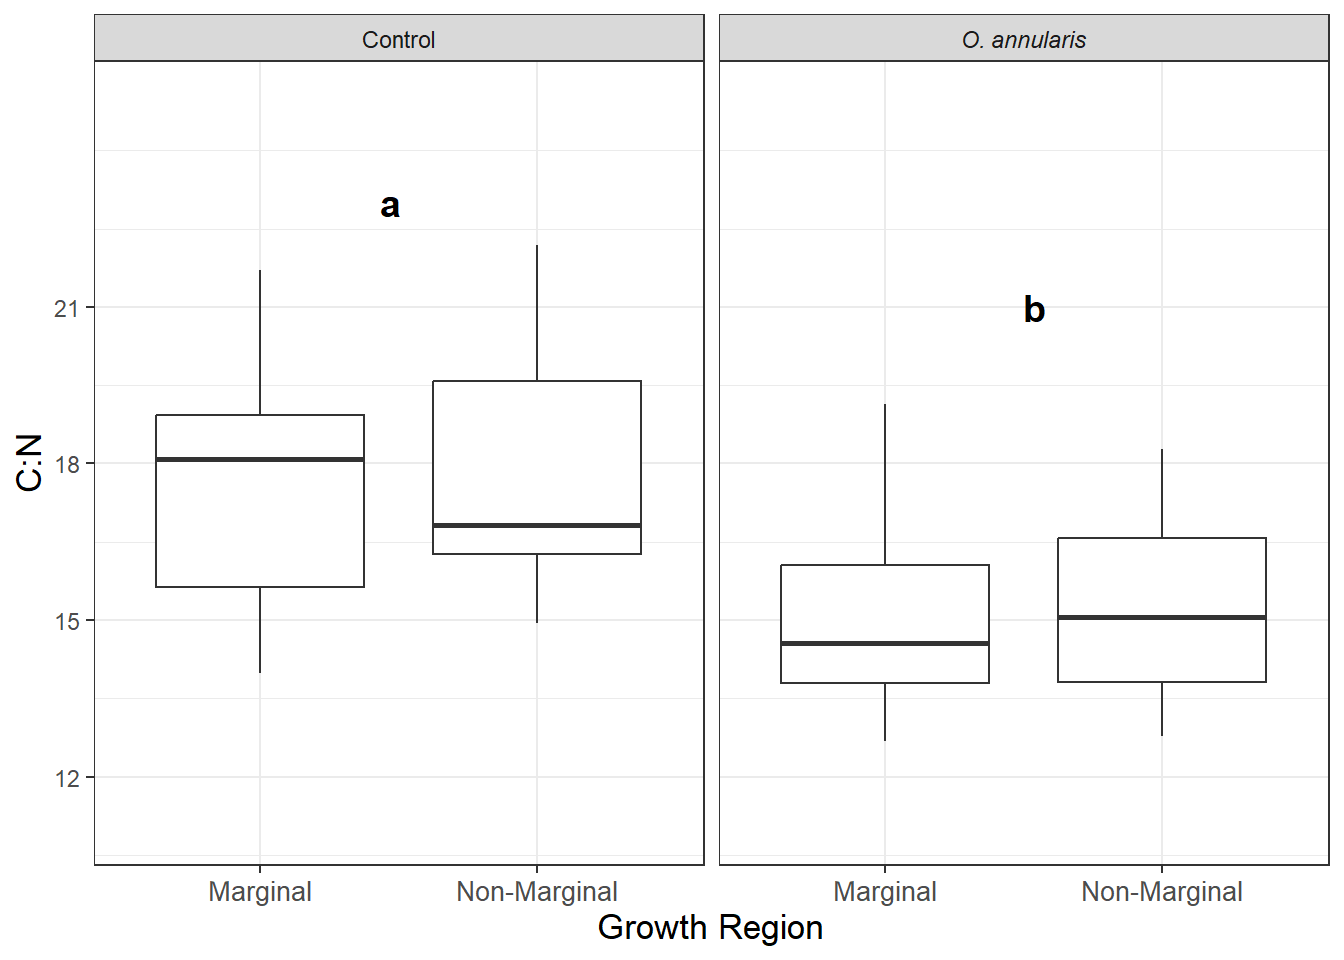 Control
O. annularis
a
b
21
18
15
12
C:N
Marginal
Non-Marginal
Marginal
Non-Marginal
Growth Region